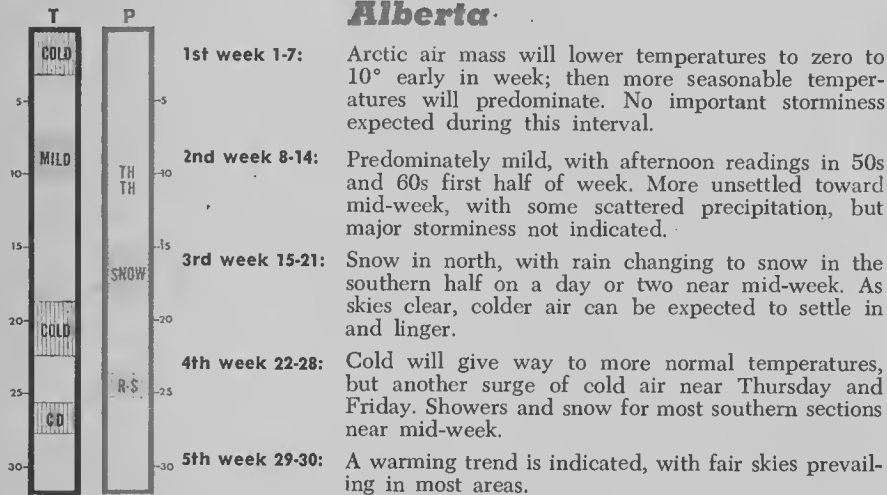 Alberta
T P
COLD
5 5
MILD
10 TH 10
TH
15 15
SNOW
20 COLD 20
25 R-S 25
CD
30 30
1st week 1-7: Arctic air mass will lower temperatures to zero to
10° early in week; then more seasonable temper-
atures will predominate. No important storminess
expected during this interval.
2nd week 8-14: Predominately mild, with afternoon readings in 50s
and 60s first half of week. More unsettled toward
mid-week, with some scattered precipitation, but
major storminess not indicated.
3rd week 15-21: Snow in north, with rain changing to snow in the
southern half on a day or two near mid-week. As
skies clear, colder air can be expected to settle in
and linger.
4th week 22-28: Cold will give way to more normal temperatures,
but another surge of cold air near Thursday and
Friday. Showers and snow for most southern sections
near mid-week.
5th week 29-30: A warming trend is indicated, with fair skies prevail-
ing in most areas.